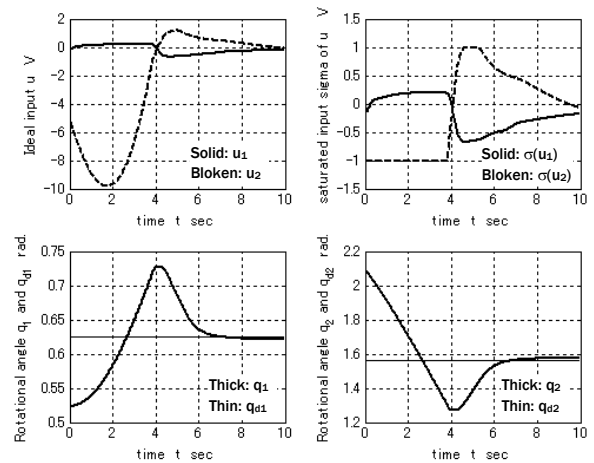 Ideal input u V
2
0
-2
-4
-6
-8
-10
0 2 4 6 8 10
time t sec
Solid: u1
Bloken: u2
saturated input sigma of u V
1.5
1
0.5
0
-0.5
-1
-1.5
0 2 4 6 8 10
time t sec
Solid: σ(u1)
Bloken: σ(u2)
Rotational angle q1 and qd1 rad.
0.75
0.7
0.65
0.6
0.55
0.5
0 2 4 6 8 10
time t sec
Thick: q1
Thin: qd1
Rotational angle q2 and qd2 rad.
2.2
2
1.8
1.6
1.4
1.2
0 2 4 6 8 10
time t sec
Thick: q2
Thin: qd2